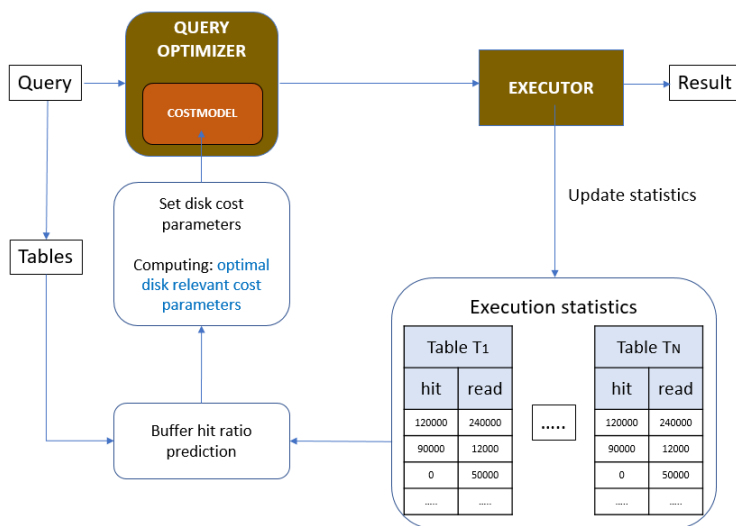 QUERY
OPTIMIZER
Query
COSTMODEL
EXECUTOR
Result
Set disk cost
parameters
Computing: optimal
disk relevant cost
parameters
Update statistics
Tables
Execution statistics
Table T1
hit read
120000 240000
90000 12000
0 50000
..... .....
.....
Table TN
hit read
120000 240000
90000 12000
0 50000
..... .....
Buffer hit ratio
prediction